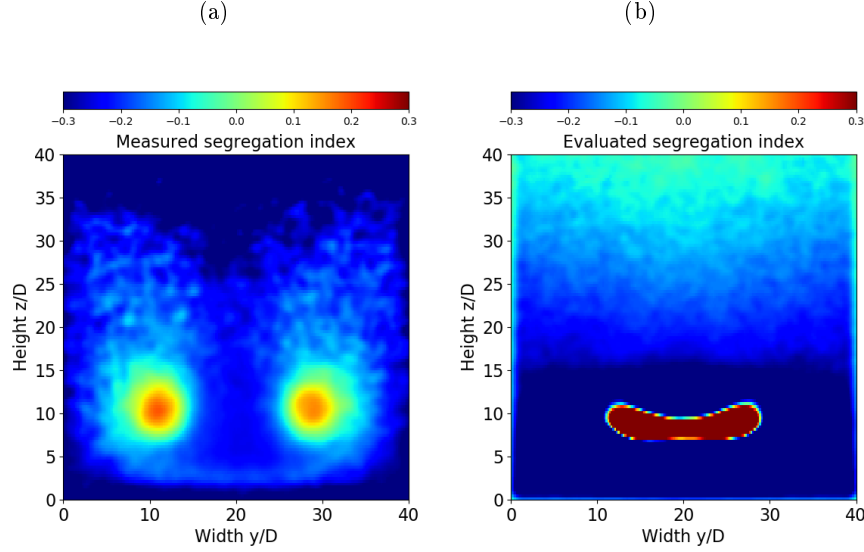 (a)
(b)
−0.3 −0.2 −0.1 0.0 0.1 0.2 0.3
Measured segregation index
40
35
30
25
20
15
10
5
0
Height z/D
0 10 20 30 40
Width y/D
−0.3 −0.2 −0.1 0.0 0.1 0.2 0.3
Evaluated segregation index
40
35
30
25
20
15
10
5
0
Height z/D
0 10 20 30 40
Width y/D